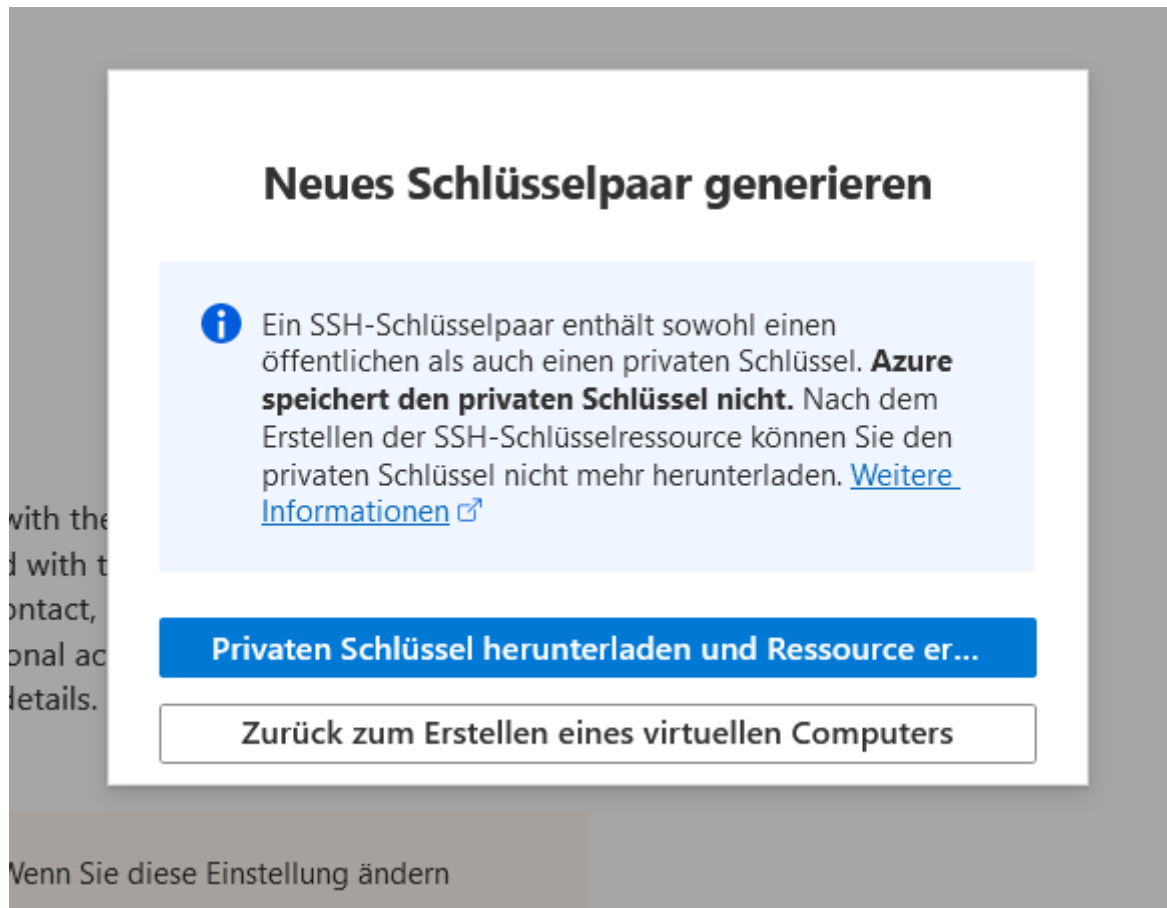 Neues Schlüsselpaar generieren
Ein SSH-Schlüsselpaar enthält sowohl einen
öffentlichen als auch einen privaten Schlüssel. Azure
speichert den privaten Schlüssel nicht. Nach dem
Erstellen der SSH-Schlüsselressource können Sie den
privaten Schlüssel nicht mehr herunterladen. Weitere
Informationen
with the
with t
ontact,
onal ac
details.
Privaten Schlüssel herunterladen und Ressource er...
Zurück zum Erstellen eines virtuellen Computers
Wenn Sie diese Einstellung ändern